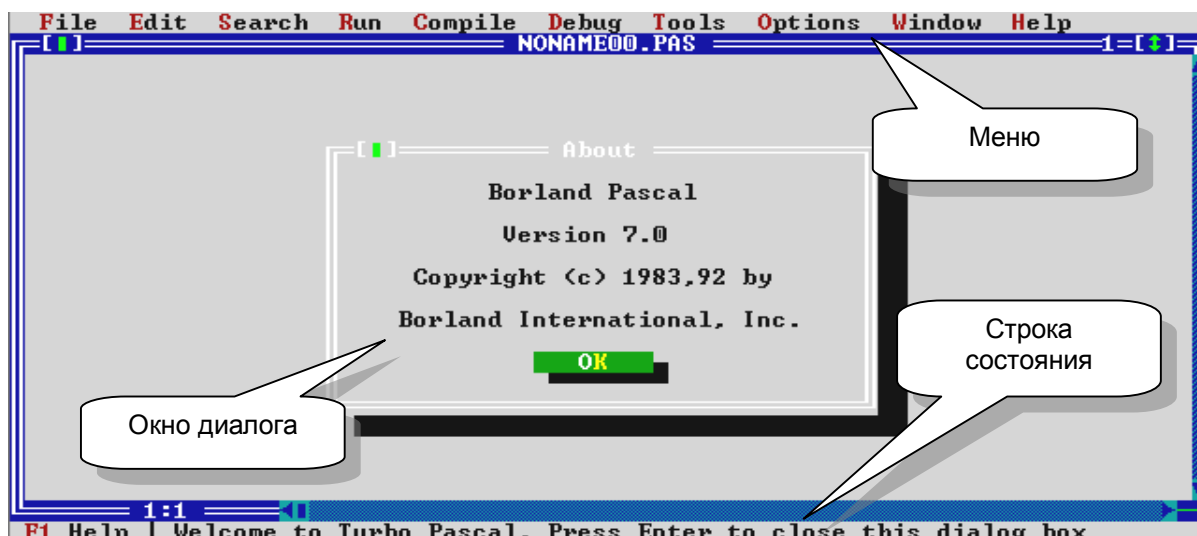 File Edit Search Run Compile Debug Tools Options Window Help
[ ] NONAME00.PAS 1=[↕]
Меню
[ ] About
Borland Pascal
Version 7.0
Copyright (c) 1983,92 by
Borland International, Inc.
OK
Строка
состояния
Окно диалога
1:1
F1 Help | Welcome to Turbo Pascal. Press Enter to close this dialog box